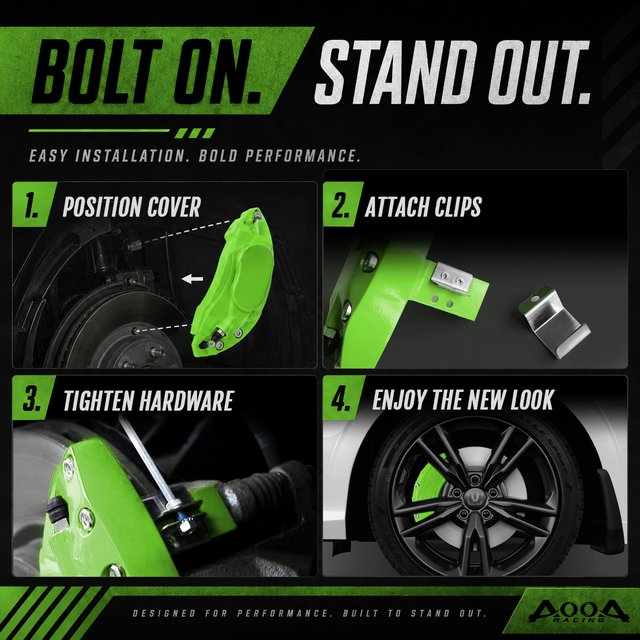 BOLT ON. STAND OUT.
EASY INSTALLATION. BOLD PERFORMANCE.
1. POSITION COVER
2. ATTACH CLIPS
3. TIGHTEN HARDWARE
4. ENJOY THE NEW LOOK
DESIGNED FOR PERFORMANCE. BUILT TO STAND OUT.
AOOA
RACING